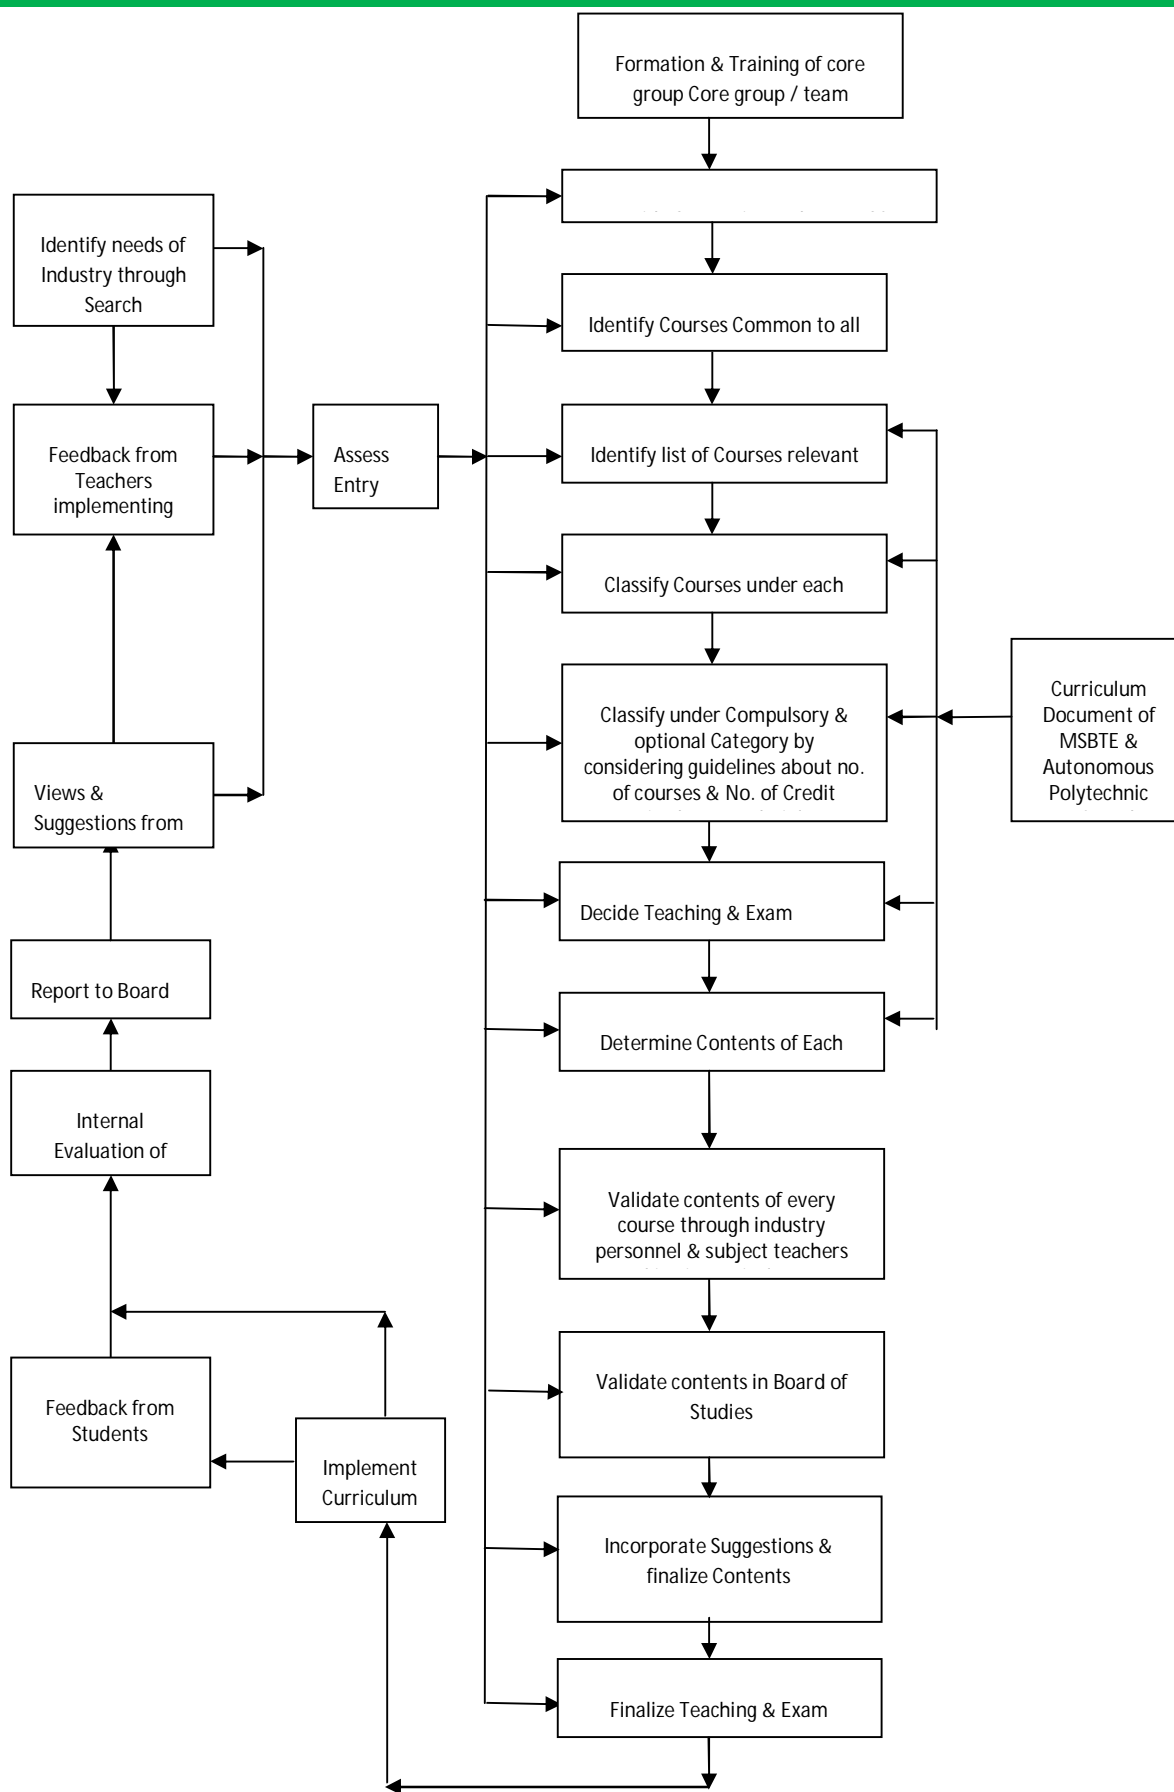 Formation & Training of core
group Core group / team
Identify needs of
Industry through
Search
Identify Courses Common to all
Feedback from
Teachers
implementing
Assess
Entry
Identify list of Courses relevant
Classify Courses under each
Classify under Compulsory &
optional Category by
considering guidelines about no.
of courses & No. of Credit
Curriculum
Document of
MSBTE &
Autonomous
Polytechnic
Views &
Suggestions from
Decide Teaching & Exam
Report to Board
Determine Contents of Each
Internal
Evaluation of
Validate contents of every
course through industry
personnel & subject teachers
Validate contents in Board of
Studies
Feedback from
Students
Implement
Curriculum
Incorporate Suggestions &
finalize Contents
Finalize Teaching & Exam